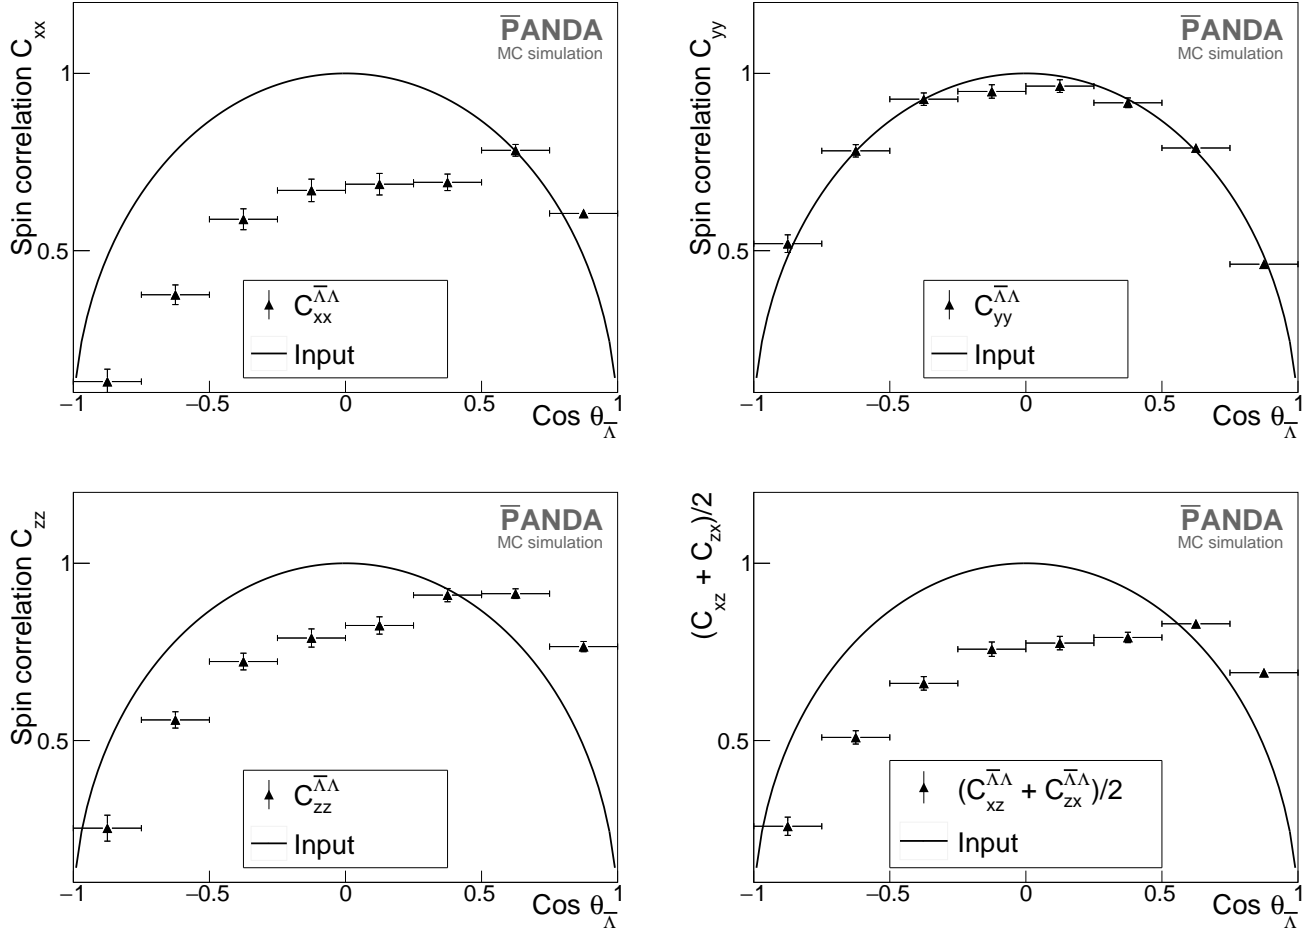 Spin correlation C_xx
P̅ANDA
MC simulation
1
0.5
C_xx^Λ̅Λ
Input
−1 −0.5 0 0.5 1
Cos θ_Λ̅
Spin correlation C_yy
P̅ANDA
MC simulation
1
0.5
C_yy^Λ̅Λ
Input
−1 −0.5 0 0.5 1
Cos θ_Λ̅
Spin correlation C_zz
P̅ANDA
MC simulation
1
0.5
C_zz^Λ̅Λ
Input
−1 −0.5 0 0.5 1
Cos θ_Λ̅
(C_xz + C_zx)/2
P̅ANDA
MC simulation
1
0.5
(C_xz^Λ̅Λ + C_zx^Λ̅Λ)/2
Input
−1 −0.5 0 0.5 1
Cos θ_Λ̅